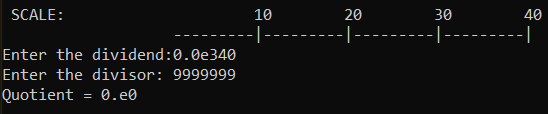 SCALE:                     10        20        30        40
                   ---------|---------|---------|---------|
Enter the dividend:0.0e340
Enter the divisor: 9999999
Quotient = 0.e0